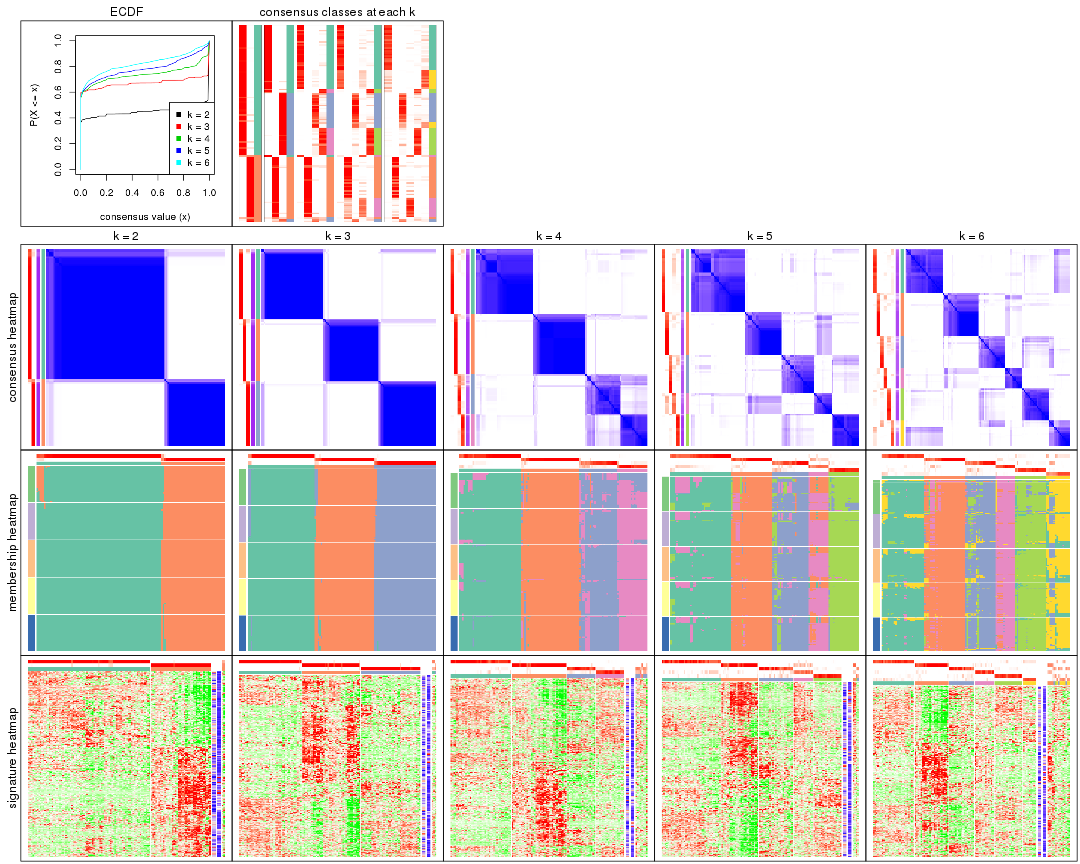 ECDF
consensus classes at each k
P(X <= x)
1.0
0.8
0.6
0.4
0.2
0.0
k = 2
k = 3
k = 4
k = 5
k = 6
0.0 0.2 0.4 0.6 0.8 1.0
consensus value (x)
k = 2
k = 3
k = 4
k = 5
k = 6
consensus heatmap
membership heatmap
signature heatmap